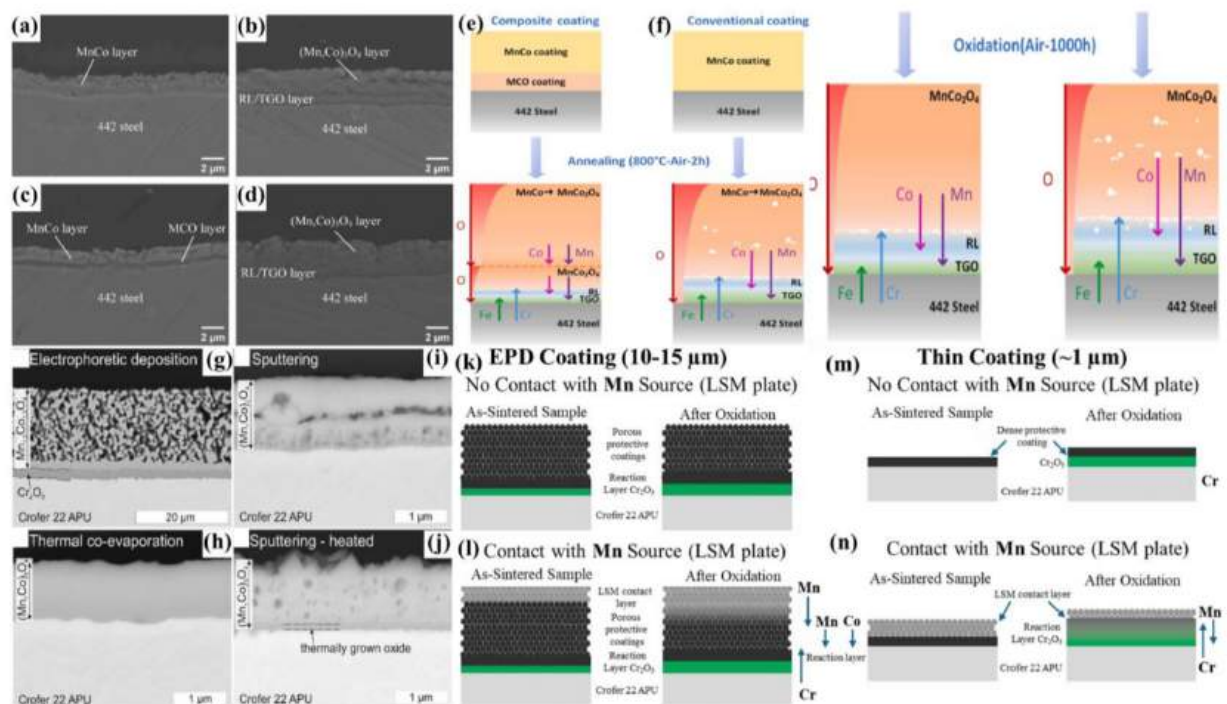 (a)
MnCo layer
442 steel
2 µm
(b)
(Mn,Co)₃O₄ layer
RL/TGO layer
442 steel
2 µm
(c)
MnCo layer
MCO layer
442 steel
2 µm
(d)
(Mn,Co)₃O₄ layer
RL/TGO layer
442 steel
2 µm
(e)
Composite coating
MnCo coating
MCO coating
442 Steel
(f)
Conventional coating
MnCo coating
442 Steel
Annealing (800°C-Air-2h)
MnCo→ MnCo₂O₄
O
Co
Mn
MnCo₂O₄
O
RL
TGO
Fe
Cr
442 Steel
MnCo→MnCo₂O₄
O
Co
Mn
RL
TGO
Fe
Cr
442 Steel
Oxidation(Air-1000h)
MnCo₂O₄
O
Co
Mn
RL
TGO
Fe
Cr
442 Steel
MnCo₂O₄
O
Co
Mn
RL
TGO
Fe
Cr
442 Steel
Electrophoretic deposition
(g)
Cr₂O₃
Crofer 22 APU
20 µm
Sputtering
(i)
(Mn,Co)₃O₄
Crofer 22 APU
1 µm
Thermal co-evaporation
(h)
Crofer 22 APU
1 µm
Sputtering - heated
(j)
thermally grown oxide
Crofer 22 APU
1 µm
(k)
EPD Coating (10-15 µm)
No Contact with Mn Source (LSM plate)
As-Sintered Sample
After Oxidation
Porous
protective
coatings
Reaction
Layer Cr₂O₃
Crofer 22 APU
(l)
Contact with Mn Source (LSM plate)
As-Sintered Sample
After Oxidation
LSM contact
layer
Porous
protective
coatings
Reaction
Layer Cr₂O₃
Crofer 22 APU
Mn
Mn Co
Reaction layer
Cr
(m)
Thin Coating (~1 µm)
No Contact with Mn Source (LSM plate)
As-Sintered Sample
After Oxidation
Dense protective
coating
Cr₂O₃
Crofer 22 APU
Cr
(n)
Contact with Mn Source (LSM plate)
As-Sintered Sample
After Oxidation
LSM contact layer
Reaction
Layer Cr₂O₃
Crofer 22 APU
Mn
Cr